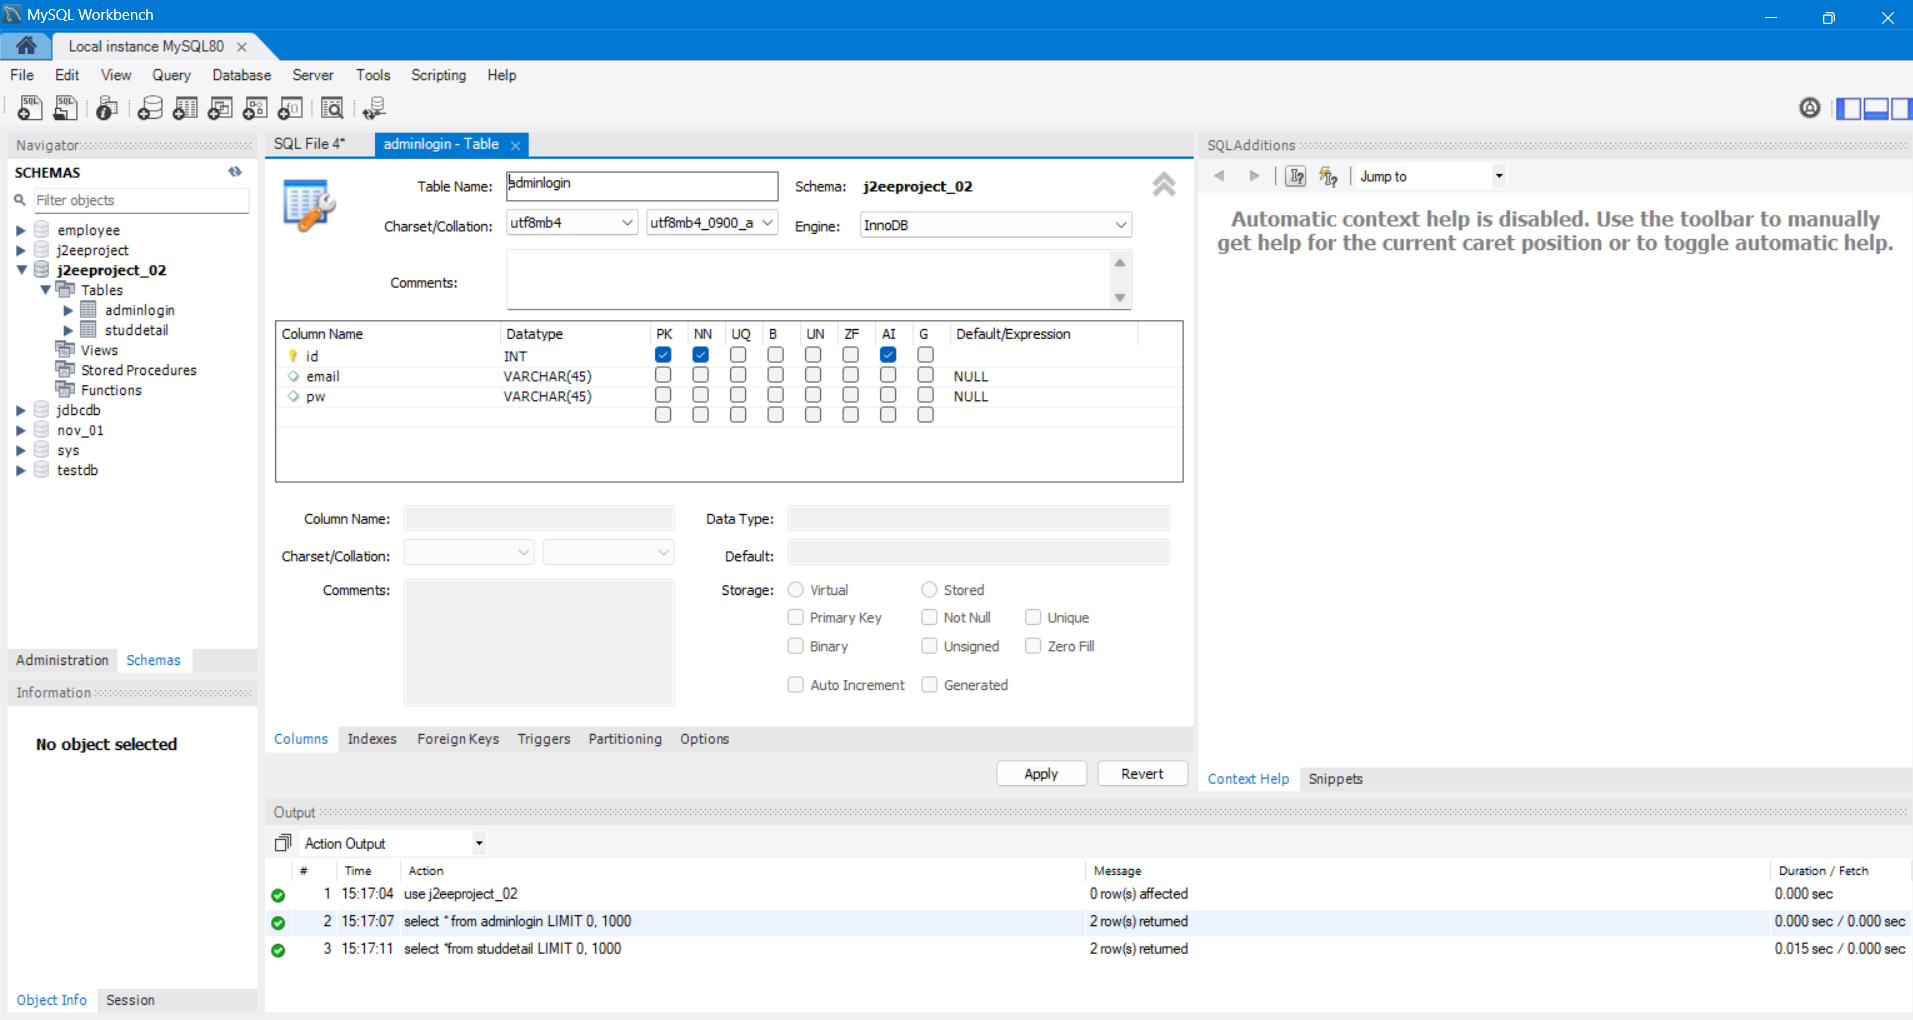 MySQL Workbench
Local instance MySQL80
File Edit View Query Database Server Tools Scripting Help
Navigator
SCHEMAS
Filter objects
employee
j2eeproject
j2eeproject_02
Tables
adminlogin
studdetail
Views
Stored Procedures
Functions
jdbcdb
nov_01
sys
testdb
Administration Schemas
Information
No object selected
Object Info Session
SQL File 4* adminlogin - Table
Table Name: adminlogin Schema: j2eeproject_02
Charset/Collation: utf8mb4 utf8mb4_0900_a Engine: InnoDB
Comments:
Column Name Datatype PK NN UQ B UN ZF AI G Default/Expression
id INT
email VARCHAR(45) NULL
pw VARCHAR(45) NULL
Column Name: Data Type:
Charset/Collation: Default:
Comments: Storage: Virtual Stored
Primary Key Not Null Unique
Binary Unsigned Zero Fill
Auto Increment Generated
Columns Indexes Foreign Keys Triggers Partitioning Options
Apply Revert
SQLAdditions
Jump to
Automatic context help is disabled. Use the toolbar to manually
get help for the current caret position or to toggle automatic help.
Context Help Snippets
Output
Action Output
# Time Action Message Duration / Fetch
1 15:17:04 use j2eeproject_02 0 row(s) affected 0.000 sec
2 15:17:07 select * from adminlogin LIMIT 0, 1000 2 row(s) returned 0.000 sec / 0.000 sec
3 15:17:11 select *from studdetail LIMIT 0, 1000 2 row(s) returned 0.015 sec / 0.000 sec